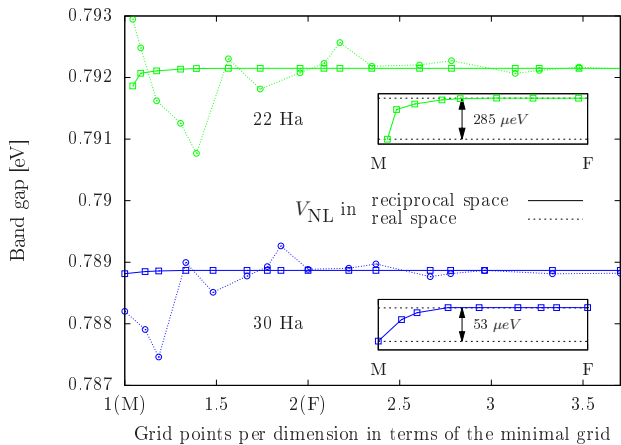 0.793
0.792
0.791
0.79
0.789
0.788
0.787
Band gap [eV]
22 Ha
285 μeV
M F
V_NL in reciprocal space
real space
30 Ha
53 μeV
M F
1(M) 1.5 2(F) 2.5 3 3.5
Grid points per dimension in terms of the minimal grid